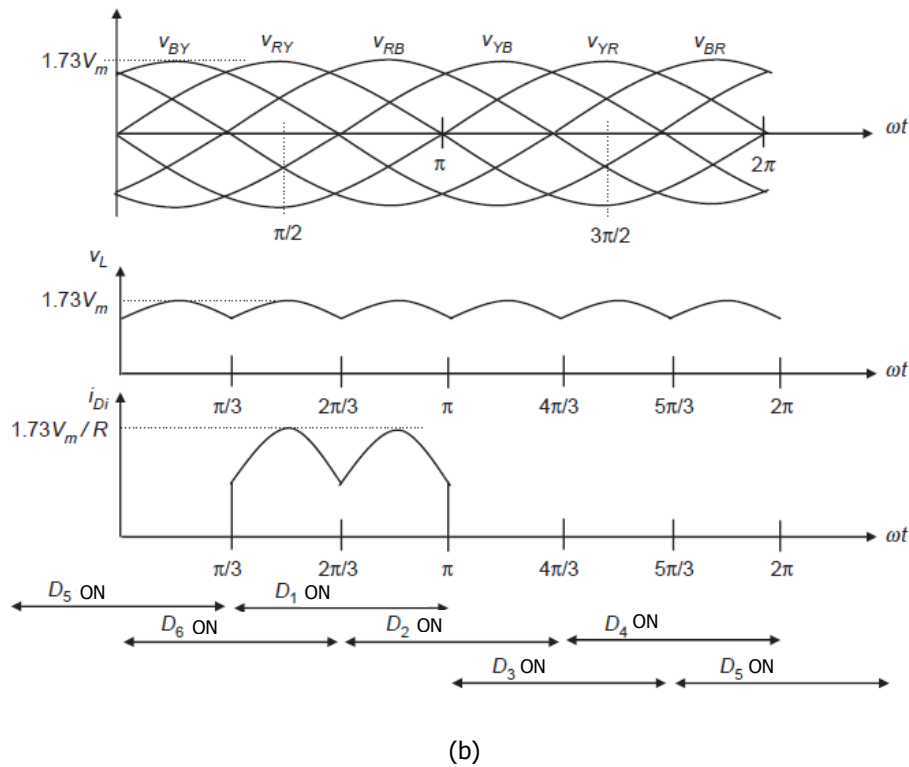 v_BY v_RY v_RB v_YB v_YR v_BR
1.73V_m
ωt
π 2π
π/2 3π/2
v_L
1.73V_m
ωt
π/3 2π/3 π 4π/3 5π/3 2π
i_Di
1.73V_m / R
ωt
π/3 2π/3 π 4π/3 5π/3 2π
D_5 ON D_1 ON
D_6 ON D_2 ON D_4 ON
D_3 ON D_5 ON
(b)